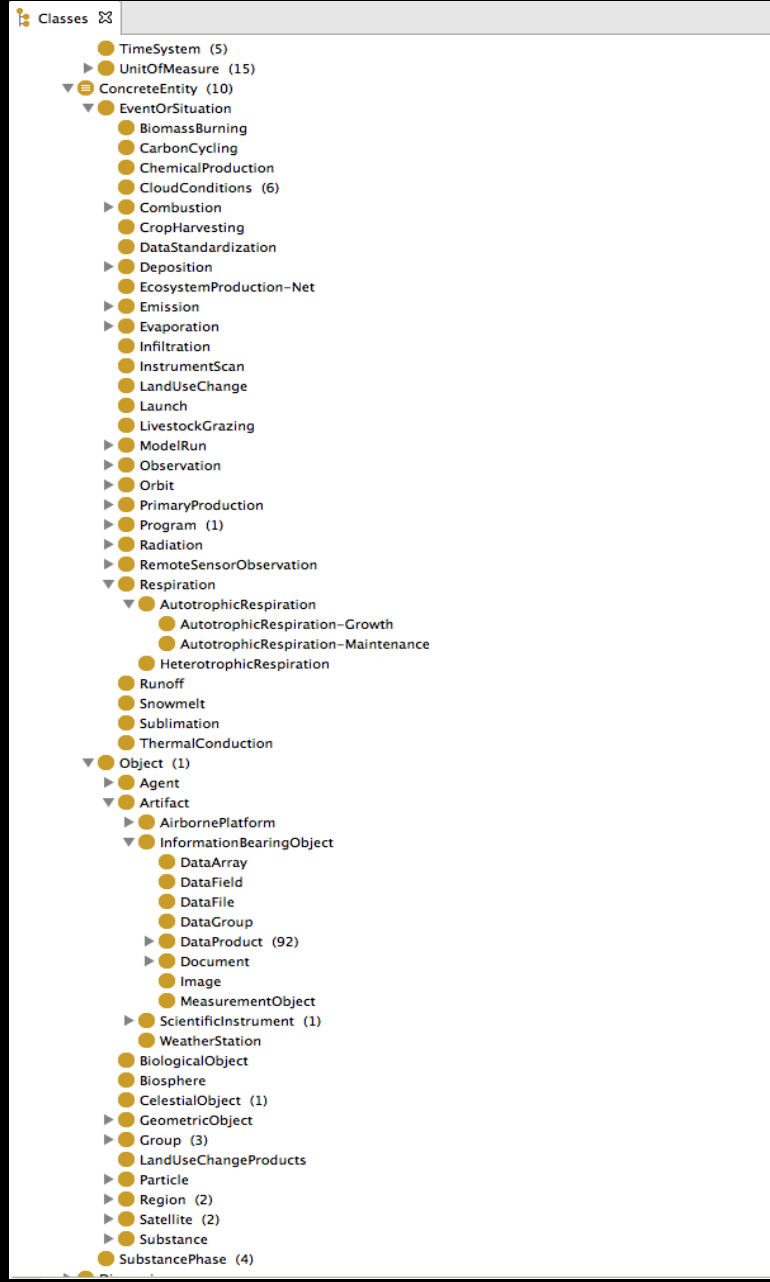 Classes
TimeSystem (5)
UnitOfMeasure (15)
ConcreteEntity (10)
EventOrSituation
BiomassBurning
CarbonCycling
ChemicalProduction
CloudConditions (6)
Combustion
CropHarvesting
DataStandardization
Deposition
EcosystemProduction-Net
Emission
Evaporation
Infiltration
InstrumentScan
LandUseChange
Launch
LivestockGrazing
ModelRun
Observation
Orbit
PrimaryProduction
Program (1)
Radiation
RemoteSensorObservation
Respiration
AutotrophicRespiration
AutotrophicRespiration-Growth
AutotrophicRespiration-Maintenance
HeterotrophicRespiration
Runoff
Snowmelt
Sublimation
ThermalConduction
Object (1)
Agent
Artifact
AirbornePlatform
InformationBearingObject
DataArray
DataField
DataFile
DataGroup
DataProduct (92)
Document
Image
MeasurementObject
ScientificInstrument (1)
WeatherStation
BiologicalObject
Biosphere
CelestialObject (1)
GeometricObject
Group (3)
LandUseChangeProducts
Particle
Region (2)
Satellite (2)
Substance
SubstancePhase (4)